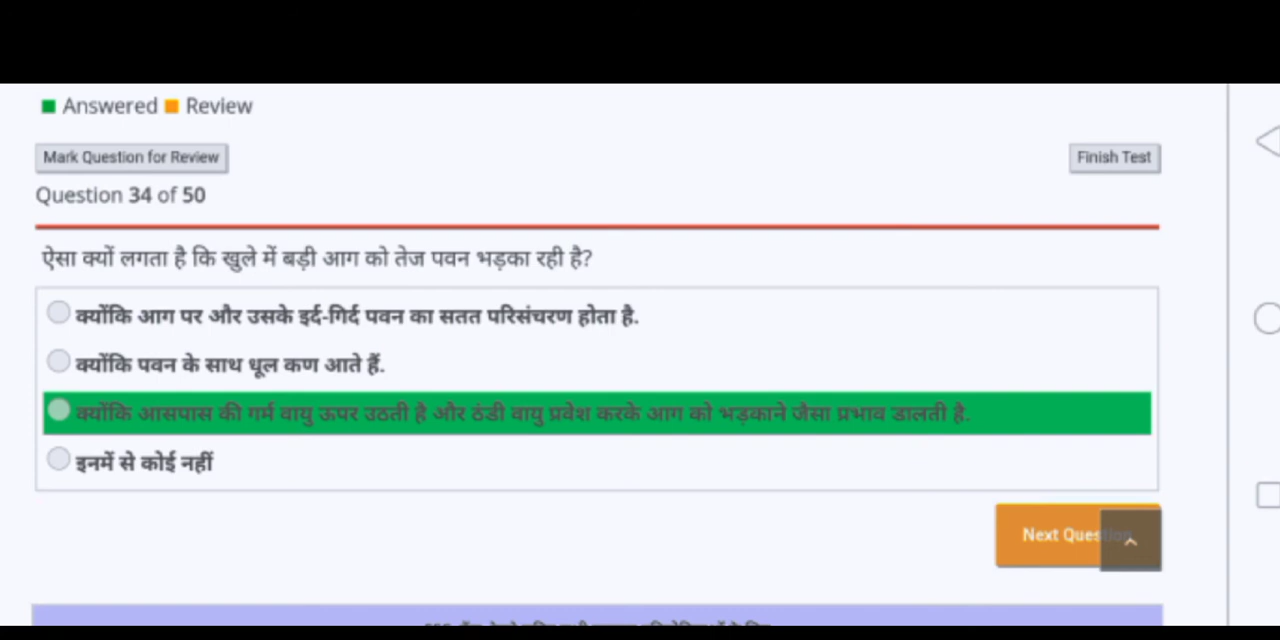 Answered Review
Mark Question for Review
Finish Test
Question 34 of 50
ऐसा क्यों लगता है कि खुले में बड़ी आग को तेज पवन भड़का रही है?
क्योंकि आग पर और उसके इर्द-गिर्द पवन का सतत परिसंचरण होता है.
क्योंकि पवन के साथ धूल कण आते हैं.
क्योंकि आसपास की गर्म वायु ऊपर उठती है और ठंडी वायु प्रवेश करके आग को भड़काने जैसा प्रभाव डालती है.
इनमें से कोई नहीं
Next Question